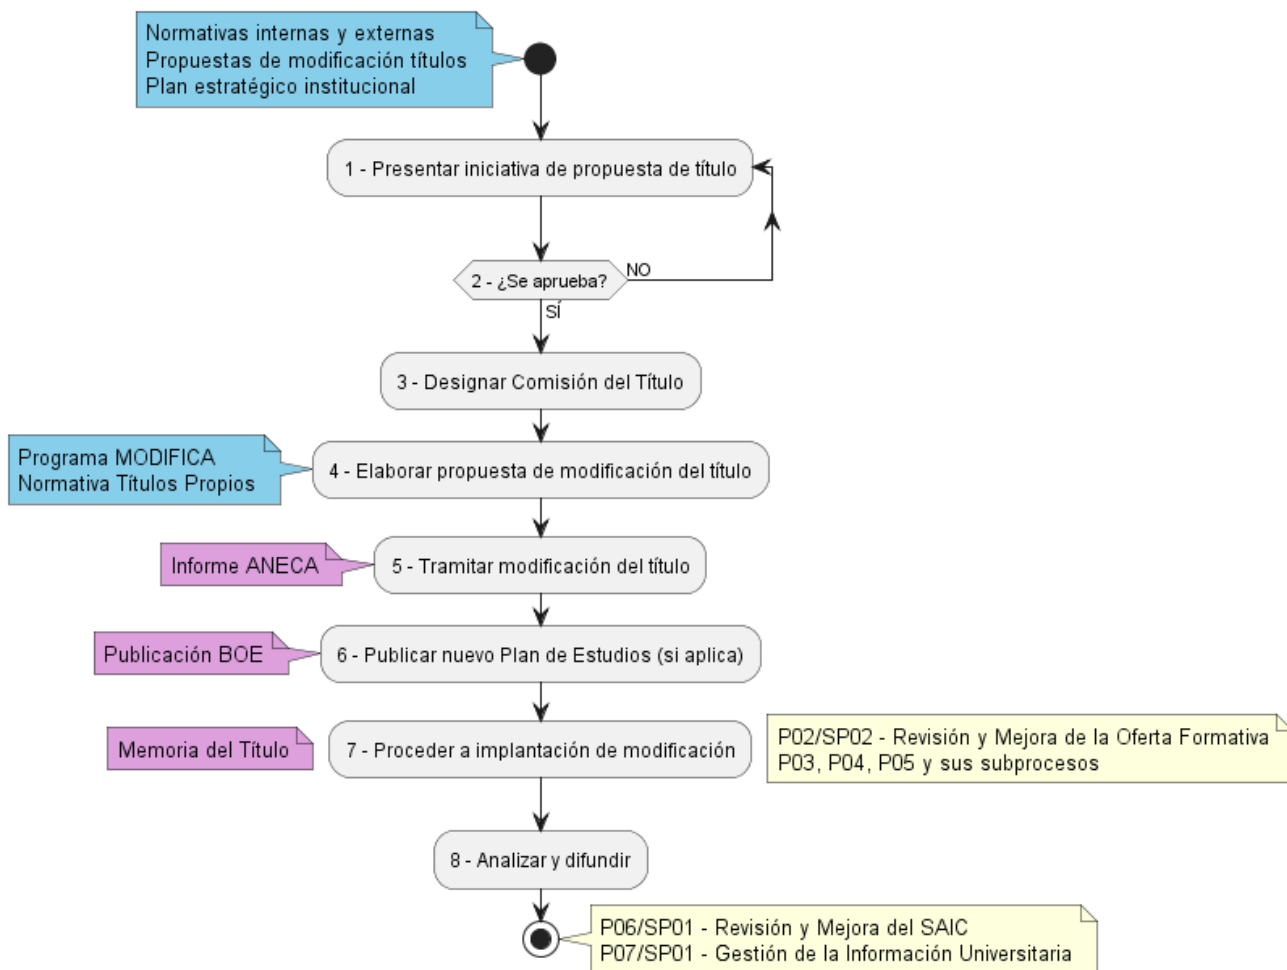 Normativas internas y externas
Propuestas de modificación títulos
Plan estratégico institucional
1 - Presentar iniciativa de propuesta de título
2 - ¿Se aprueba?
NO
SÍ
3 - Designar Comisión del Título
Programa MODIFICA
Normativa Títulos Propios
4 - Elaborar propuesta de modificación del título
Informe ANECA
5 - Tramitar modificación del título
Publicación BOE
6 - Publicar nuevo Plan de Estudios (si aplica)
Memoria del Título
7 - Proceder a implantación de modificación
P02/SP02 - Revisión y Mejora de la Oferta Formativa
P03, P04, P05 y sus subprocesos
8 - Analizar y difundir
P06/SP01 - Revisión y Mejora del SAIC
P07/SP01 - Gestión de la Información Universitaria